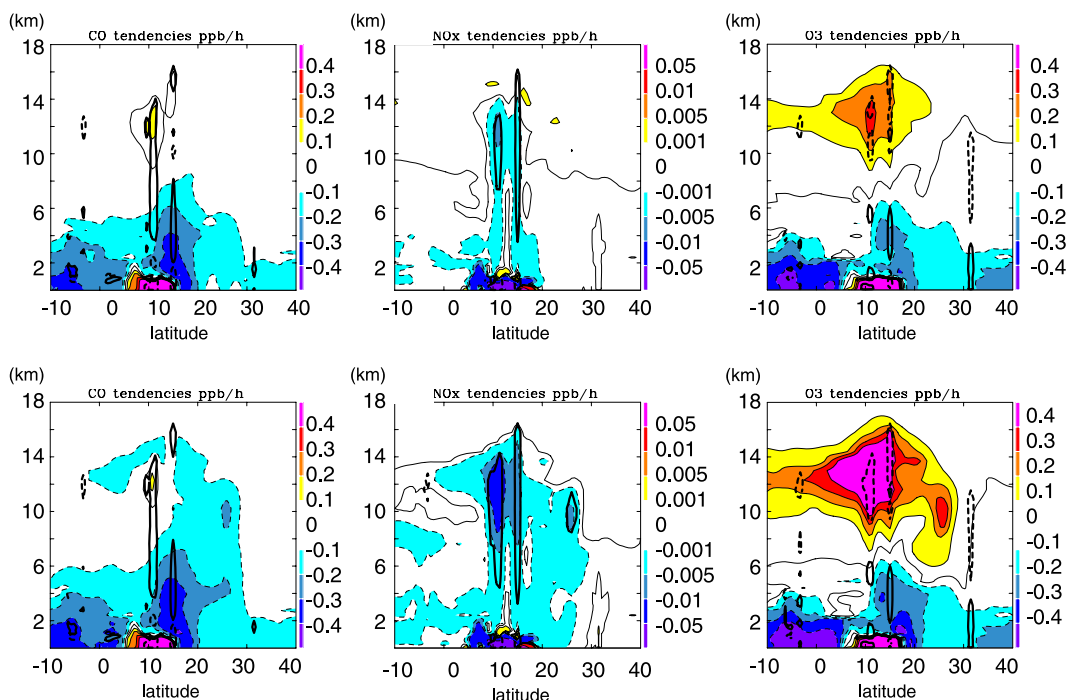 (km) (km) (km)
CO tendencies ppb/h NOx tendencies ppb/h O3 tendencies ppb/h
18 18 18
0.4 0.05 0.4
14 0.3 14 0.01 14 0.3
0.2 0.005 0.2
0.1 0.001 0.1
10 0 10 0 10 0
-0.1 -0.001 -0.1
6 -0.2 6 -0.005 6 -0.2
-0.3 -0.01 -0.3
2 -0.4 2 -0.05 2 -0.4
-10 0 10 20 30 40 -10 0 10 20 30 40 -10 0 10 20 30 40
latitude latitude latitude
(km) (km) (km)
CO tendencies ppb/h NOx tendencies ppb/h O3 tendencies ppb/h
18 18 18
0.4 0.05 0.4
14 0.3 14 0.01 14 0.3
0.2 0.005 0.2
0.1 0.001 0.1
10 0 10 0 10 0
-0.1 -0.001 -0.1
6 -0.2 6 -0.005 6 -0.2
-0.3 -0.01 -0.3
2 -0.4 2 -0.05 2 -0.4
-10 0 10 20 30 40 -10 0 10 20 30 40 -10 0 10 20 30 40
latitude latitude latitude